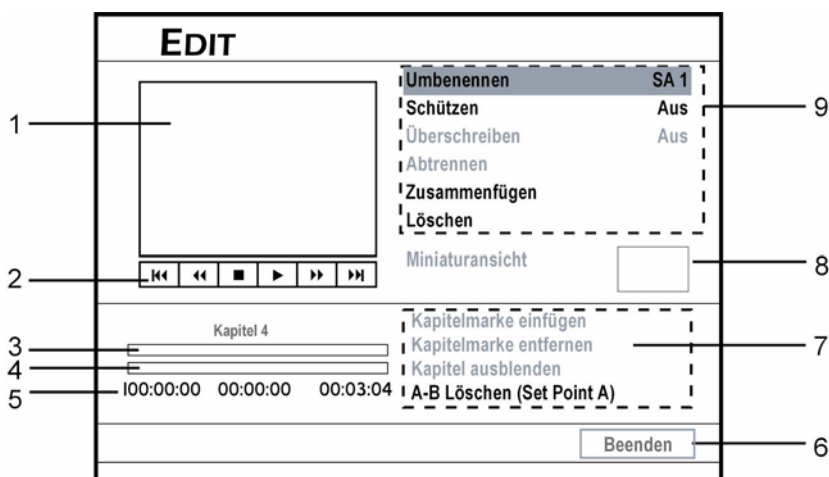 EDIT
1
2
3
4
5
Kapitel 4
I00:00:00 00:00:00 00:03:04
Umbenennen SA 1
Schützen Aus
Überschreiben Aus
Abtrennen
Zusammenfügen
Löschen
Miniaturansicht
Kapitelmarke einfügen
Kapitelmarke entfernen
Kapitel ausblenden
A-B Löschen (Set Point A)
Beenden
9
8
7
6